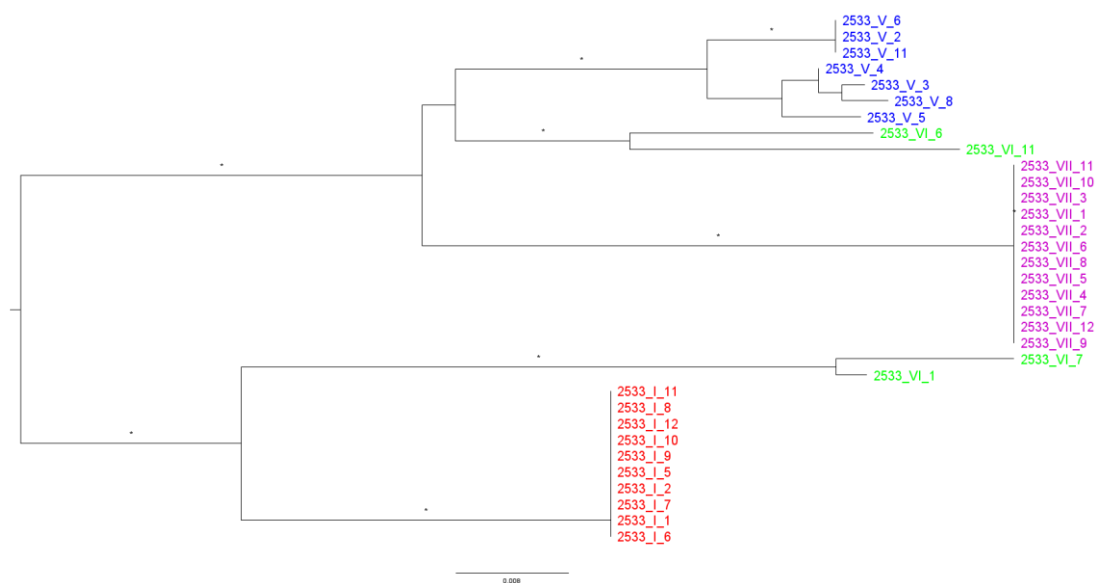 2533_V_6
*
2533_V_2
2533_V_11
*
2533_V_4
2533_V_3
2533_V_8
2533_V_5
*
2533_VI_6
2533_VI_11
*
2533_VII_11
2533_VII_10
2533_VII_3
*
2533_VII_1
2533_VII_2
*
2533_VII_6
2533_VII_8
2533_VII_5
2533_VII_4
2533_VII_7
2533_VII_12
2533_VII_9
*
2533_VI_7
2533_VI_1
2533_I_11
2533_I_8
2533_I_12
*
2533_I_10
2533_I_9
2533_I_5
2533_I_2
2533_I_7
*
2533_I_1
2533_I_6
0.008